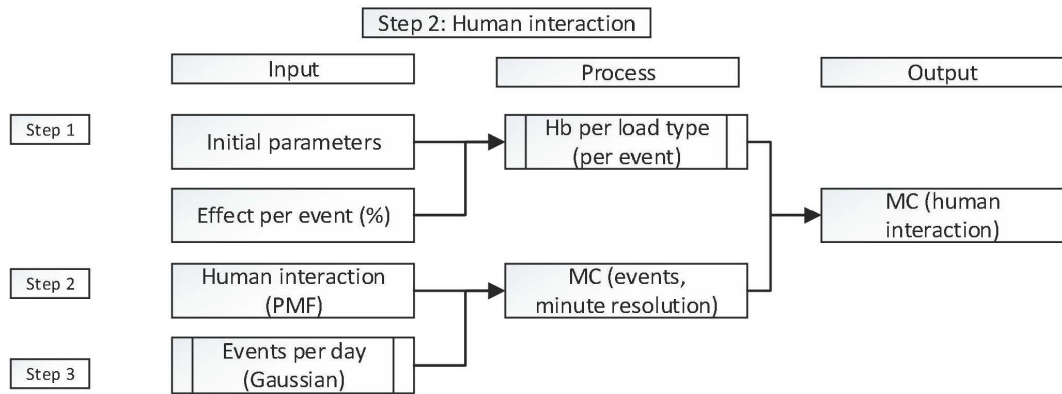 Step 2: Human interaction
Input
Process
Output
Step 1
Initial parameters
Hb per load type
(per event)
Effect per event (%)
MC (human
interaction)
Step 2
Human interaction
(PMF)
MC (events,
minute resolution)
Step 3
Events per day
(Gaussian)